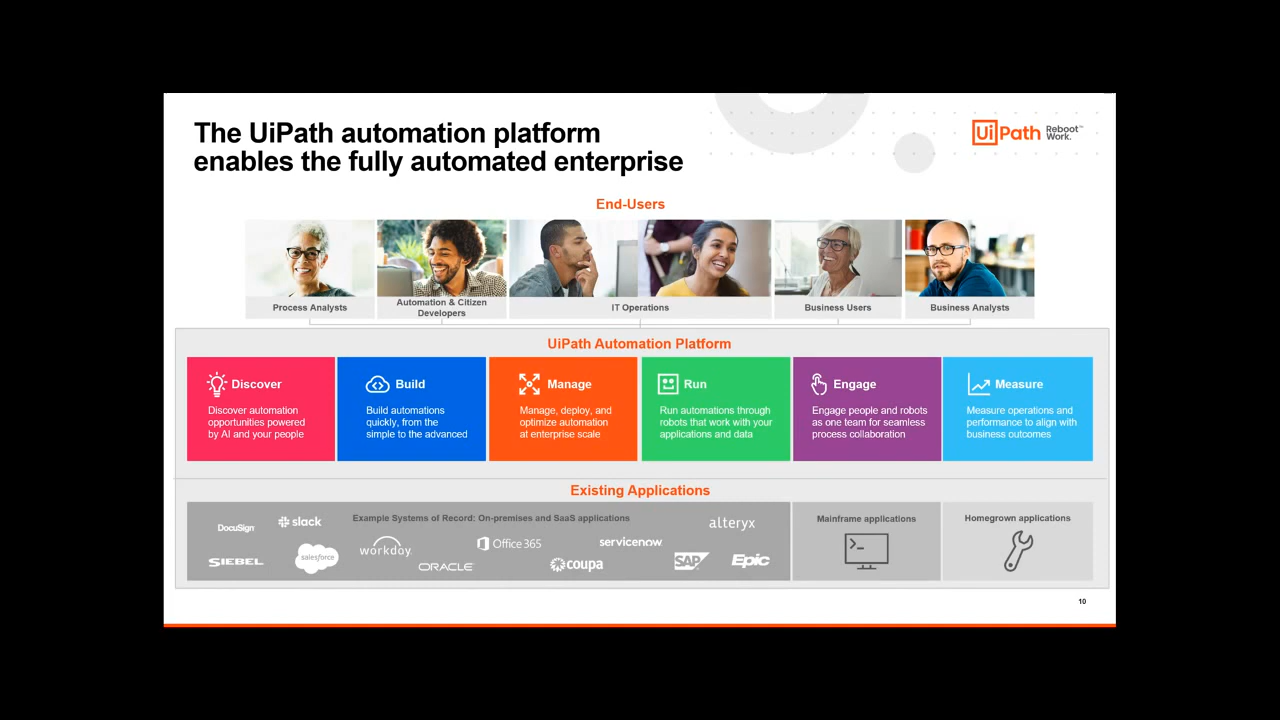 The UiPath automation platform
enables the fully automated enterprise
UiPath Reboot™
Work.
End-Users
Process Analysts
Automation & Citizen
Developers
IT Operations
Business Users
Business Analysts
UiPath Automation Platform
Discover
Discover automation
opportunities powered
by AI and your people
Build
Build automations
quickly, from the
simple to the advanced
Manage
Manage, deploy, and
optimize automation
at enterprise scale
Run
Run automations through
robots that work with your
applications and data
Engage
Engage people and robots
as one team for seamless
process collaboration
Measure
Measure operations and
performance to align with
business outcomes
Existing Applications
Example Systems of Record: On-premises and SaaS applications
DocuSign
slack
alteryx
workday.
Office 365
servicenow
SIEBEL
salesforce
ORACLE
coupa
SAP
Epic
Mainframe applications
Homegrown applications
10